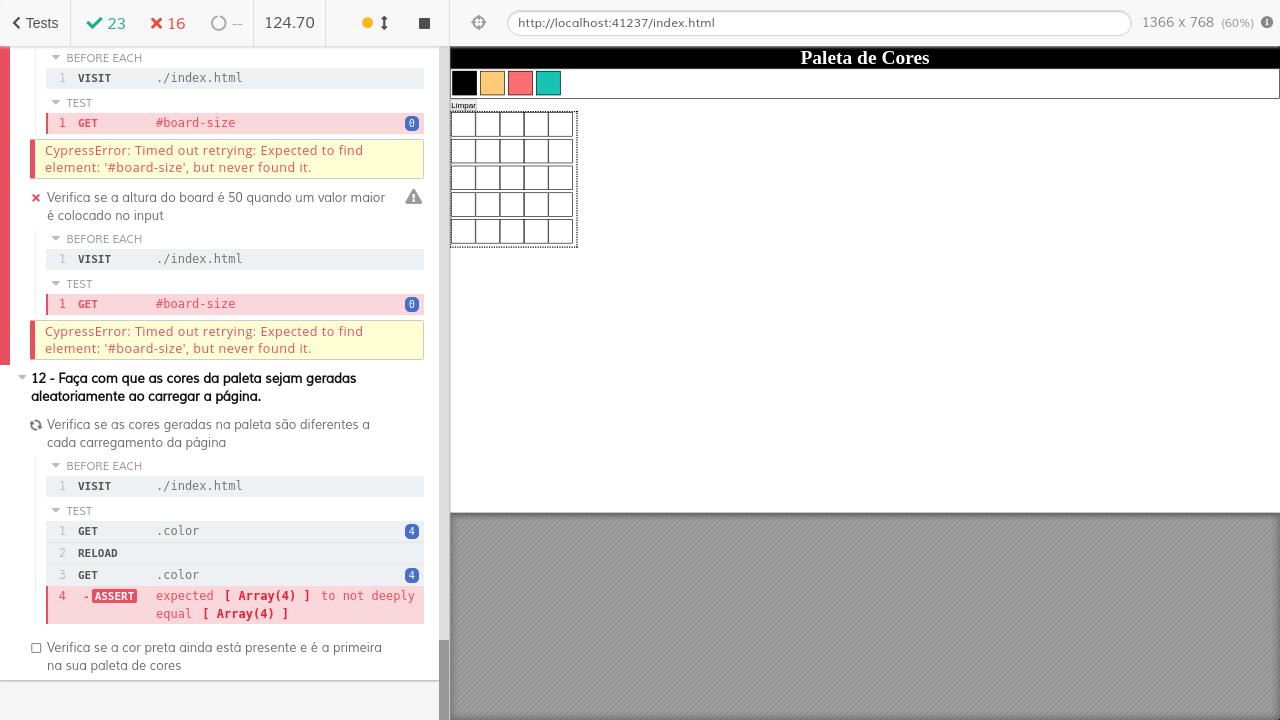 Tests
23
16
--
124.70
http://localhost:41237/index.html
1366 x 768 (60%)
BEFORE EACH
1 VISIT ./index.html
TEST
1 GET #board-size 0
CypressError: Timed out retrying: Expected to find
element: '#board-size', but never found it.
Verifica se a altura do board é 50 quando um valor maior
é colocado no input
BEFORE EACH
1 VISIT ./index.html
TEST
1 GET #board-size 0
CypressError: Timed out retrying: Expected to find
element: '#board-size', but never found it.
12 - Faça com que as cores da paleta sejam geradas
aleatoriamente ao carregar a página.
Verifica se as cores geradas na paleta são diferentes a
cada carregamento da página
BEFORE EACH
1 VISIT ./index.html
TEST
1 GET .color 4
2 RELOAD
3 GET .color 4
4 -ASSERT expected [ Array(4) ] to not deeply
equal [ Array(4) ]
Verifica se a cor preta ainda está presente e é a primeira
na sua paleta de cores
Paleta de Cores
Limpar